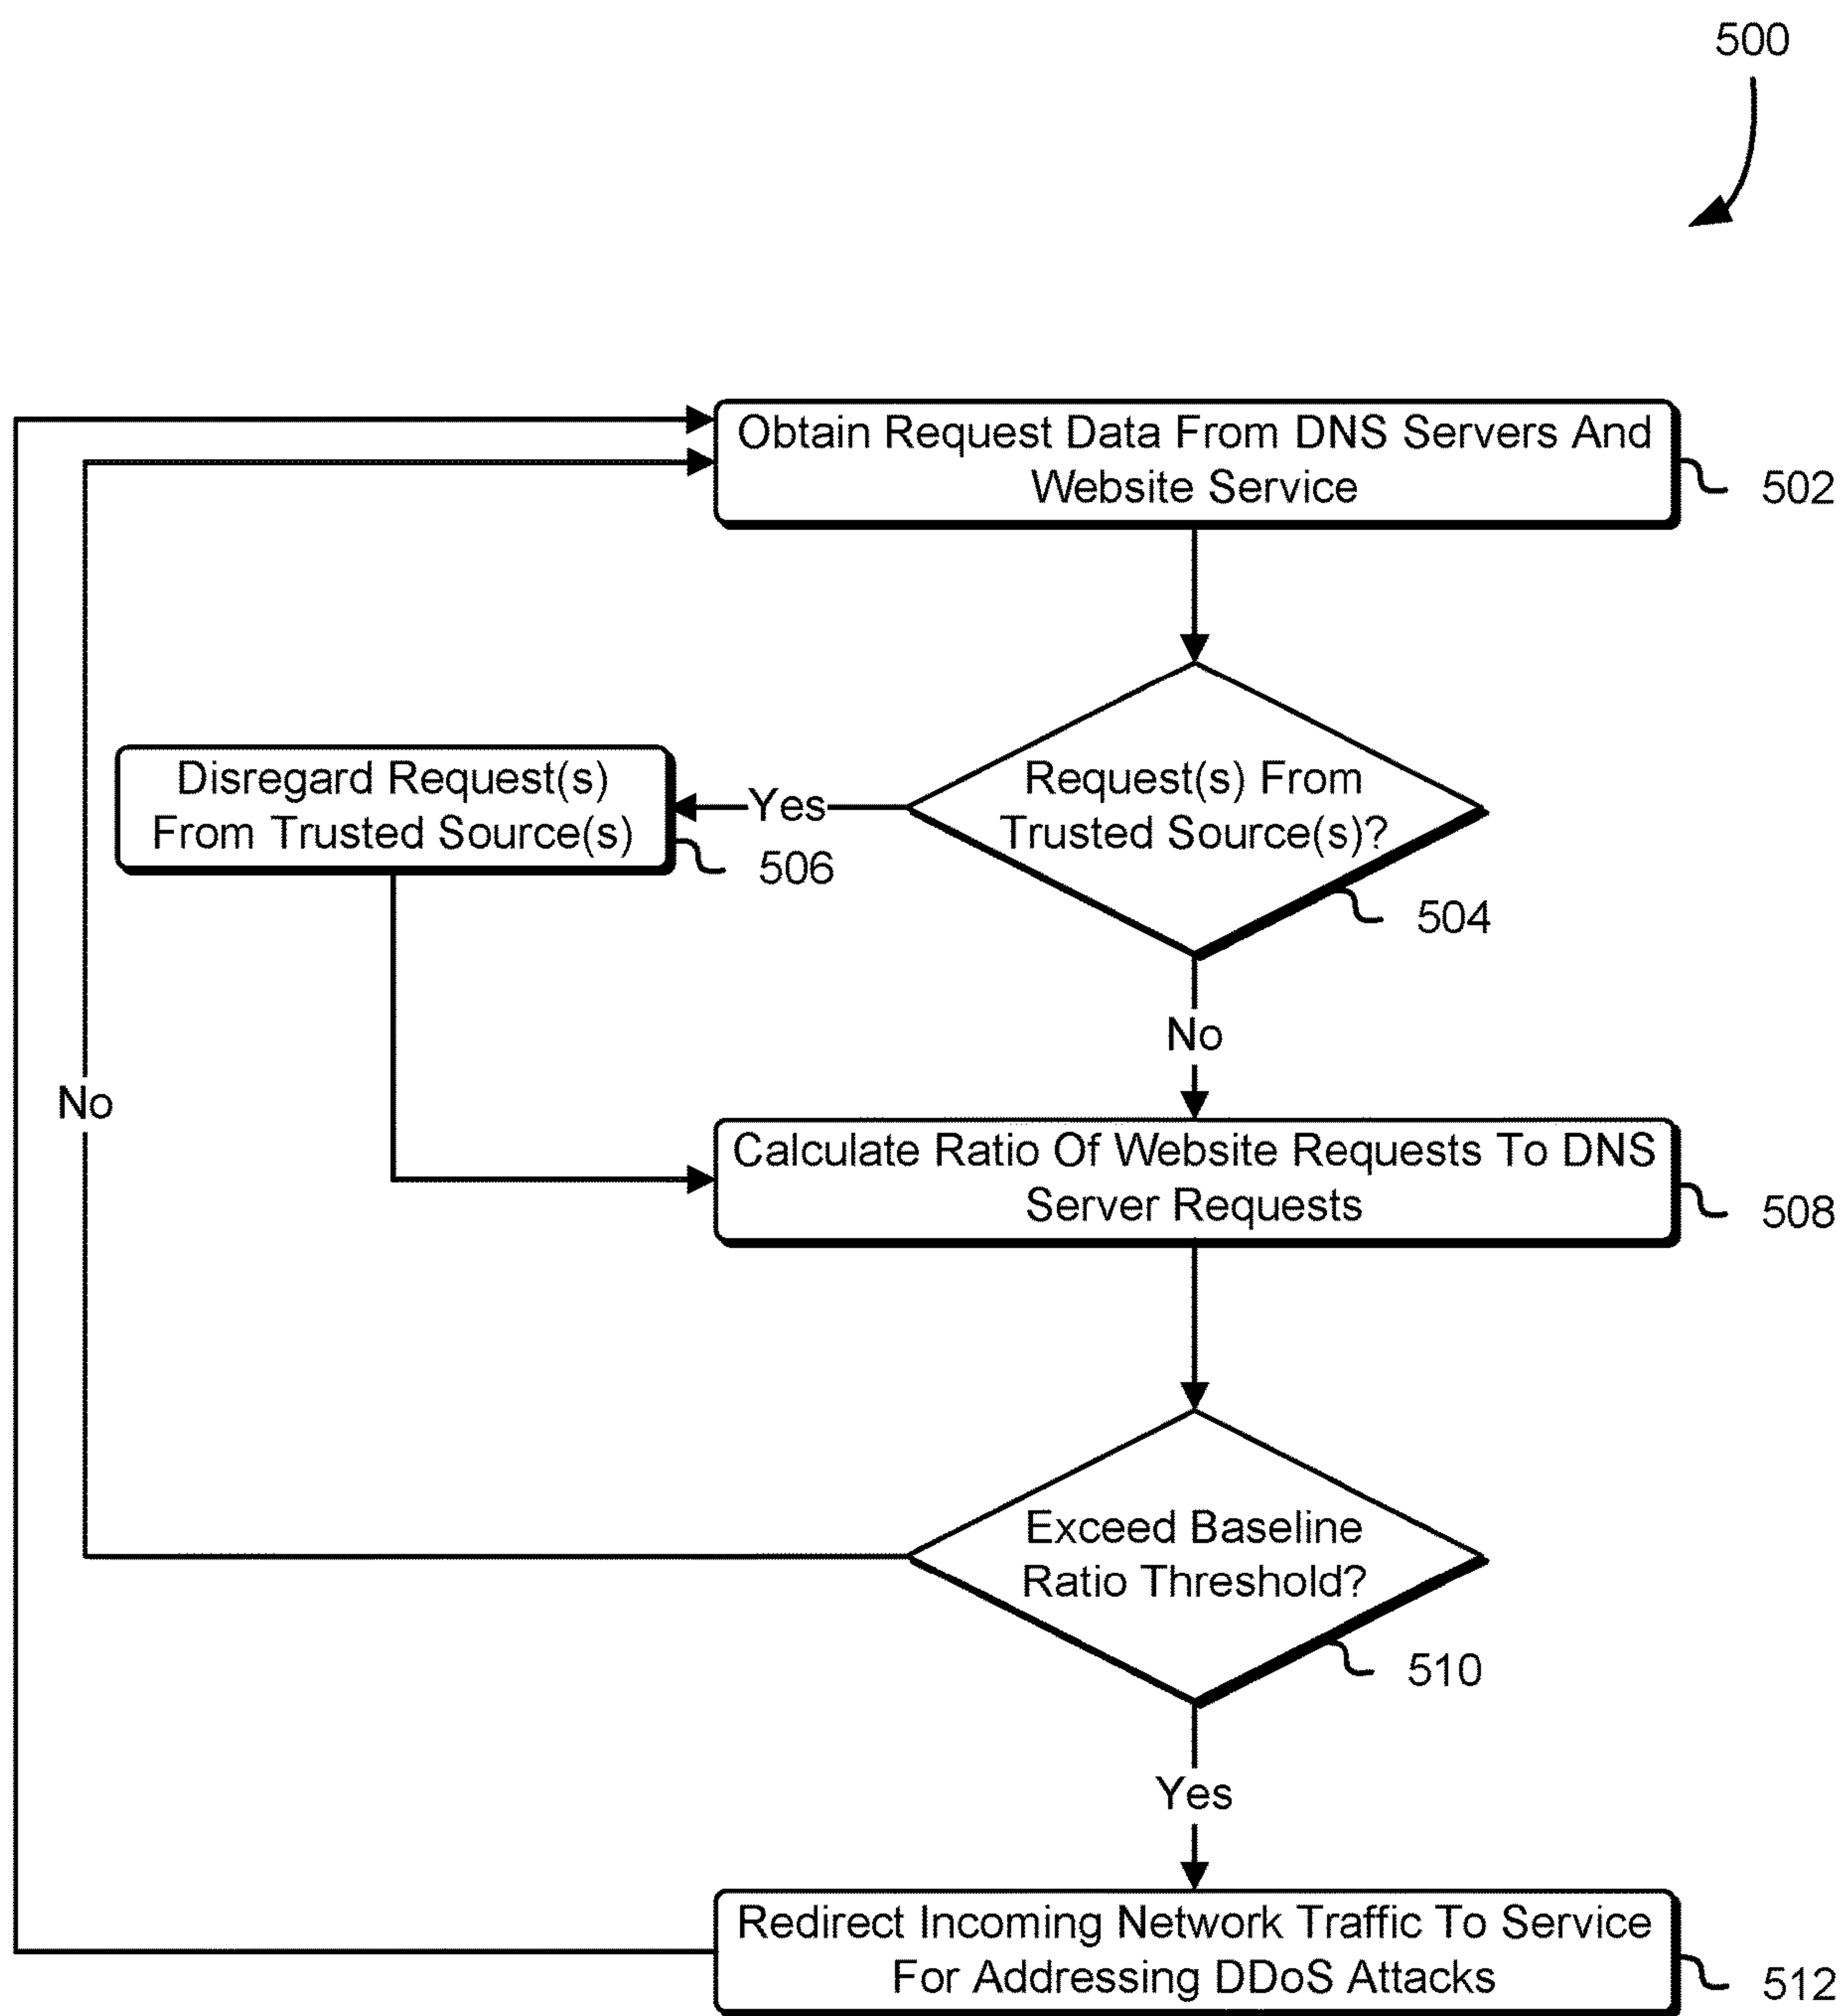 500
Obtain Request Data From DNS Servers And
Website Service
502
Disregard Request(s)
From Trusted Source(s)
506
Yes
Request(s) From
Trusted Source(s)?
504
No
No
Calculate Ratio Of Website Requests To DNS
Server Requests
508
Exceed Baseline
Ratio Threshold?
510
Yes
Redirect Incoming Network Traffic To Service
For Addressing DDoS Attacks
512